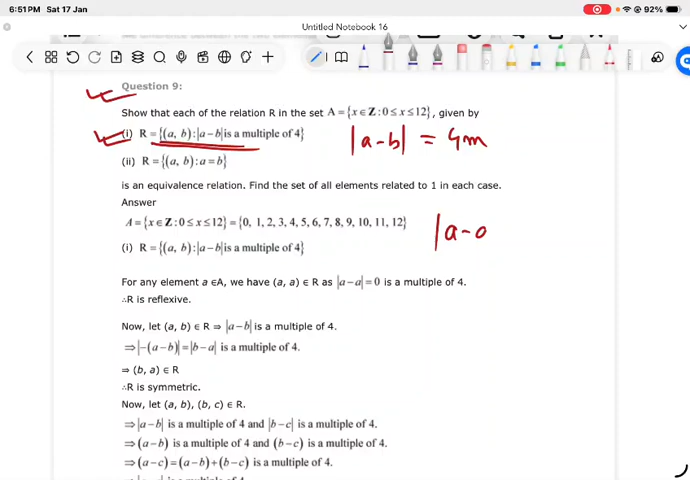 6:51PM Sat 17 Jan
92%
Untitled Notebook 16
Question 9:
Show that each of the relation R in the set A = {x ∈ Z : 0 ≤ x ≤ 12}, given by
(i) R = {(a, b) : |a − b| is a multiple of 4}
|a-b| = 4m
(ii) R = {(a, b) : a = b}
is an equivalence relation. Find the set of all elements related to 1 in each case.
Answer
A = {x ∈ Z : 0 ≤ x ≤ 12} = {0, 1, 2, 3, 4, 5, 6, 7, 8, 9, 10, 11, 12}
|a-a
(i) R = {(a, b) : |a − b| is a multiple of 4}
For any element a ∈A, we have (a, a) ∈ R as |a − a| = 0 is a multiple of 4.
∴R is reflexive.
Now, let (a, b) ∈ R ⇒ |a − b| is a multiple of 4.
⇒ |−(a − b)| = |b − a| is a multiple of 4.
⇒ (b, a) ∈ R
∴R is symmetric.
Now, let (a, b), (b, c) ∈ R.
⇒ |a − b| is a multiple of 4 and |b − c| is a multiple of 4.
⇒ (a − b) is a multiple of 4 and (b − c) is a multiple of 4.
⇒ (a − c) = (a − b) + (b − c) is a multiple of 4.